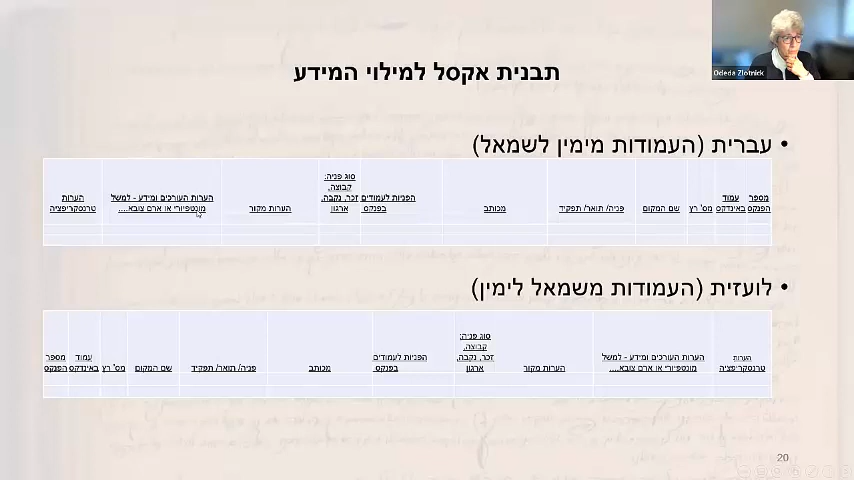 Odeda Zlotnick
תבנית אקסל למילוי המידע
• עברית (העמודות מימין לשמאל)
מספר הפנקס
עמוד באינדקס
מס' רץ
שם המקום
פניה/ תואר/ תפקיד
מכותב
הפניות לעמודים בפנקס
סוג פניה:
קבוצה,
זכר, נקבה,
ארגון
הערות מקור
הערות העורכים ומידע - למשל
מונטפיורי או ארם צובא....
הערות
טרנסקריפציה
• לועזית (העמודות משמאל לימין)
מספר הפנקס
עמוד באינדקס
מס' רץ
שם המקום
פניה/ תואר/ תפקיד
מכותב
הפניות לעמודים בפנקס
סוג פניה:
קבוצה,
זכר, נקבה,
ארגון
הערות מקור
הערות העורכים ומידע - למשל
מונטפיורי או ארם צובא....
הערות
טרנסקריפציה
20